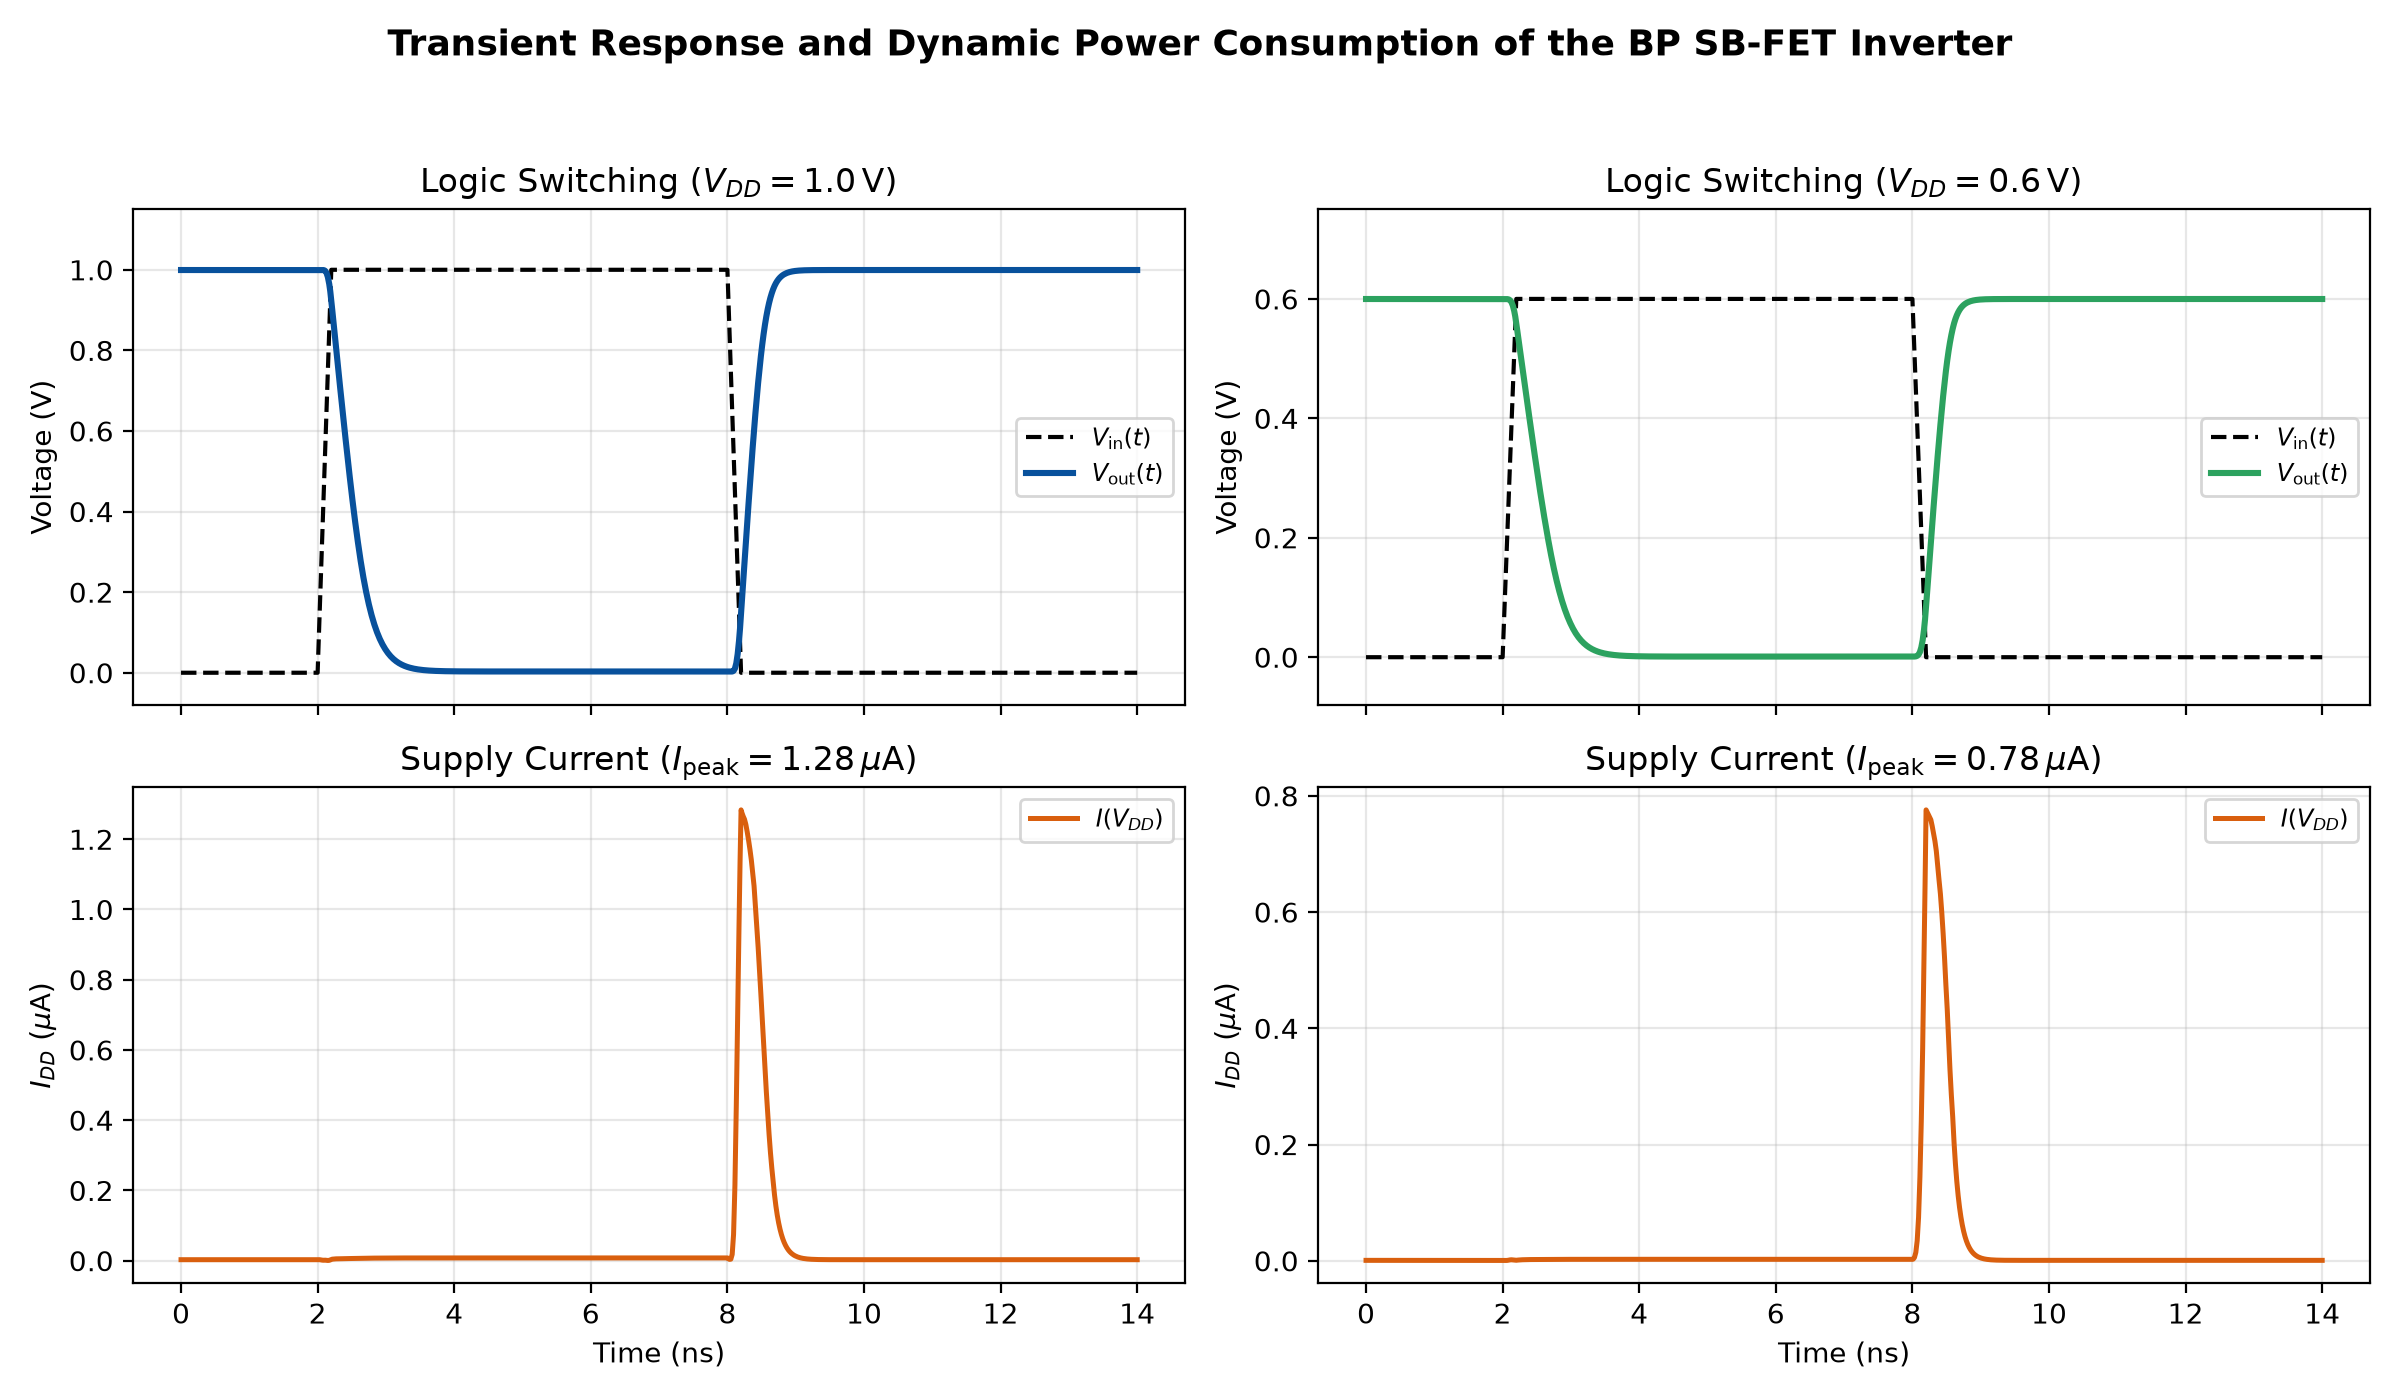 Transient Response and Dynamic Power Consumption of the BP SB-FET Inverter
Logic Switching (V_DD = 1.0 V)
Voltage (V)
1.0
0.8
0.6
0.4
0.2
0.0
V_in(t)
V_out(t)
Logic Switching (V_DD = 0.6 V)
Voltage (V)
0.6
0.4
0.2
0.0
V_in(t)
V_out(t)
Supply Current (I_peak = 1.28 μA)
I_DD (μA)
1.2
1.0
0.8
0.6
0.4
0.2
0.0
I(V_DD)
0 2 4 6 8 10 12 14
Time (ns)
Supply Current (I_peak = 0.78 μA)
I_DD (μA)
0.8
0.6
0.4
0.2
0.0
I(V_DD)
0 2 4 6 8 10 12 14
Time (ns)